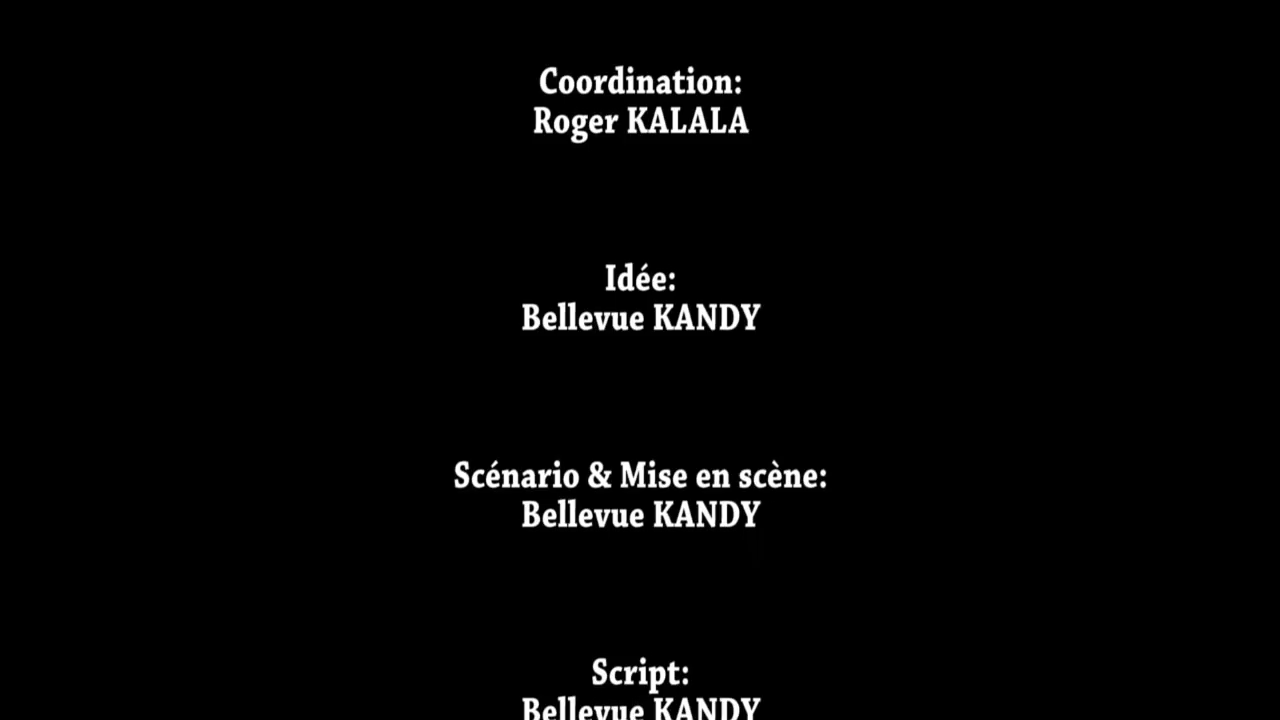 Coordination:
Roger KALALA
Idée:
Bellevue KANDY
Scénario & Mise en scène:
Bellevue KANDY
Script:
Bellevue KANDY